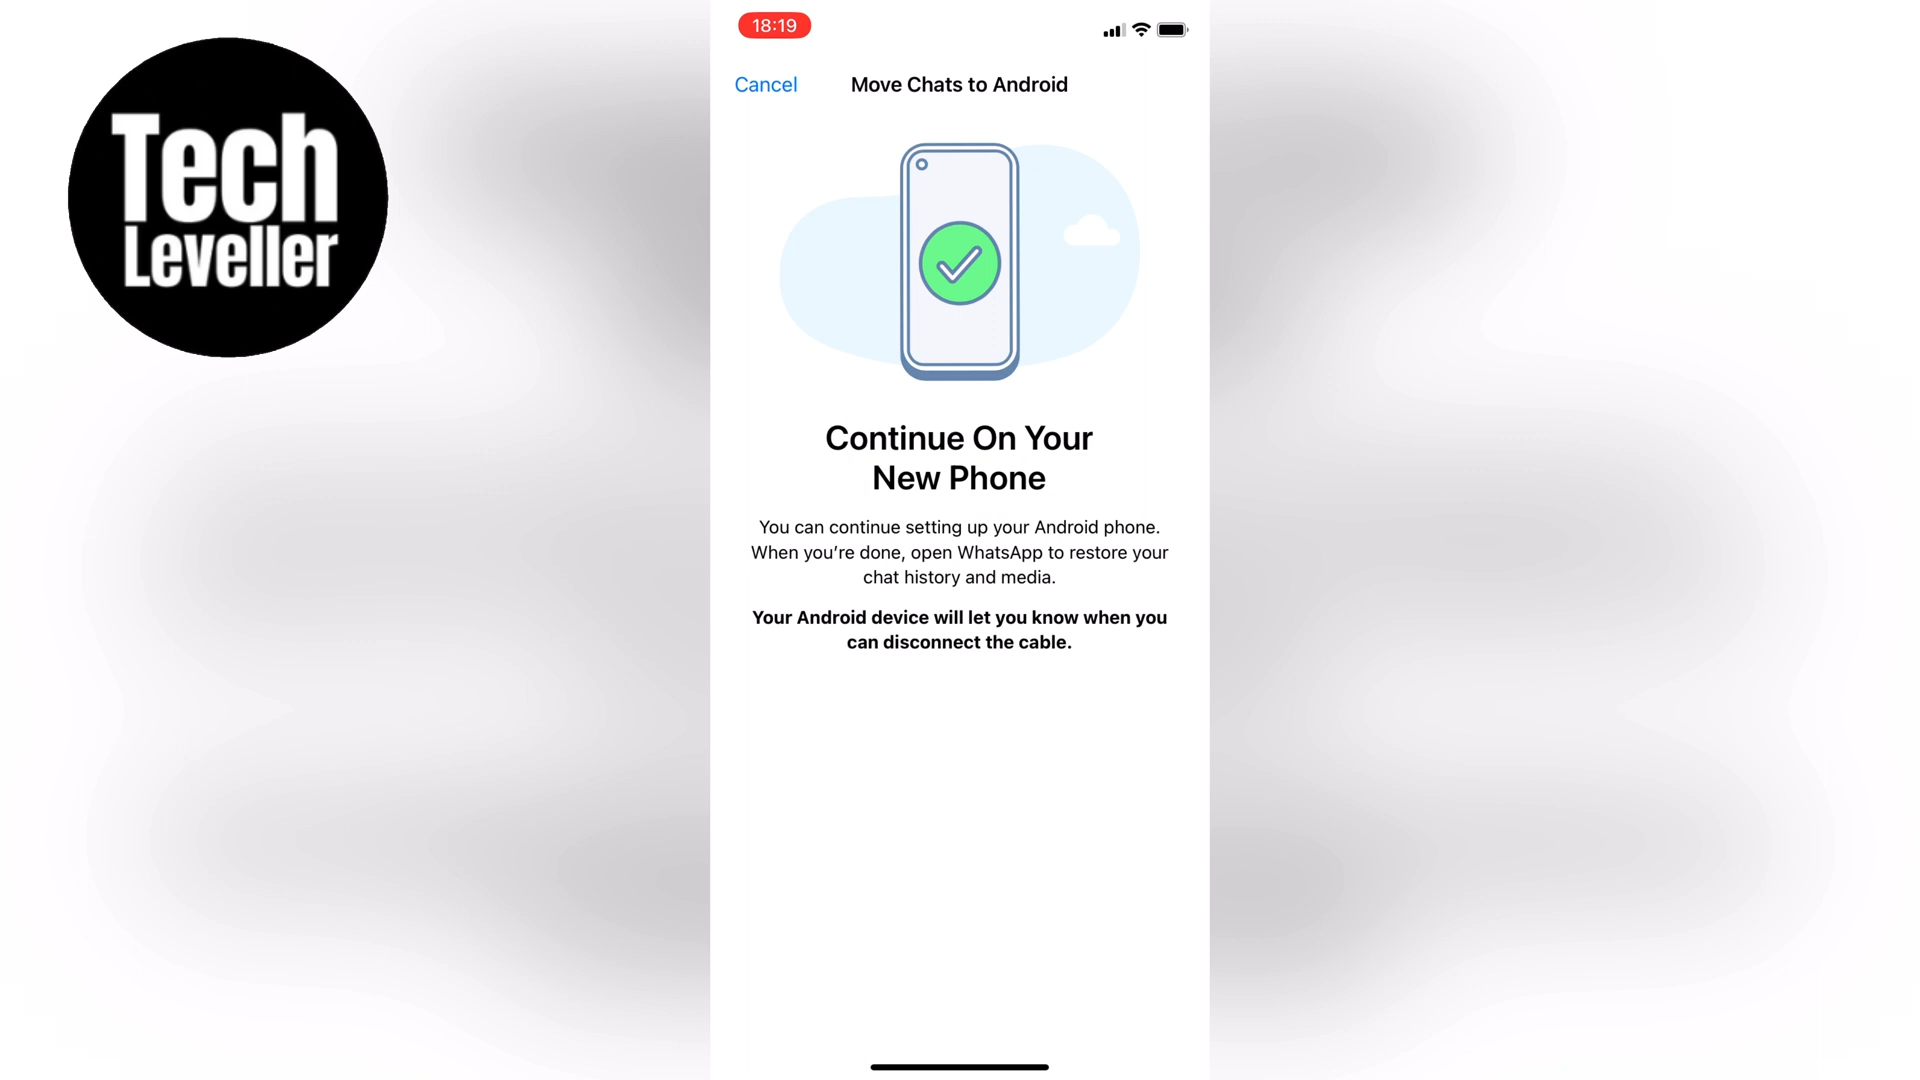 Tech
Leveller
18:19
Cancel
Move Chats to Android
Continue On Your
New Phone
You can continue setting up your Android phone.
When you’re done, open WhatsApp to restore your
chat history and media.
Your Android device will let you know when you
can disconnect the cable.